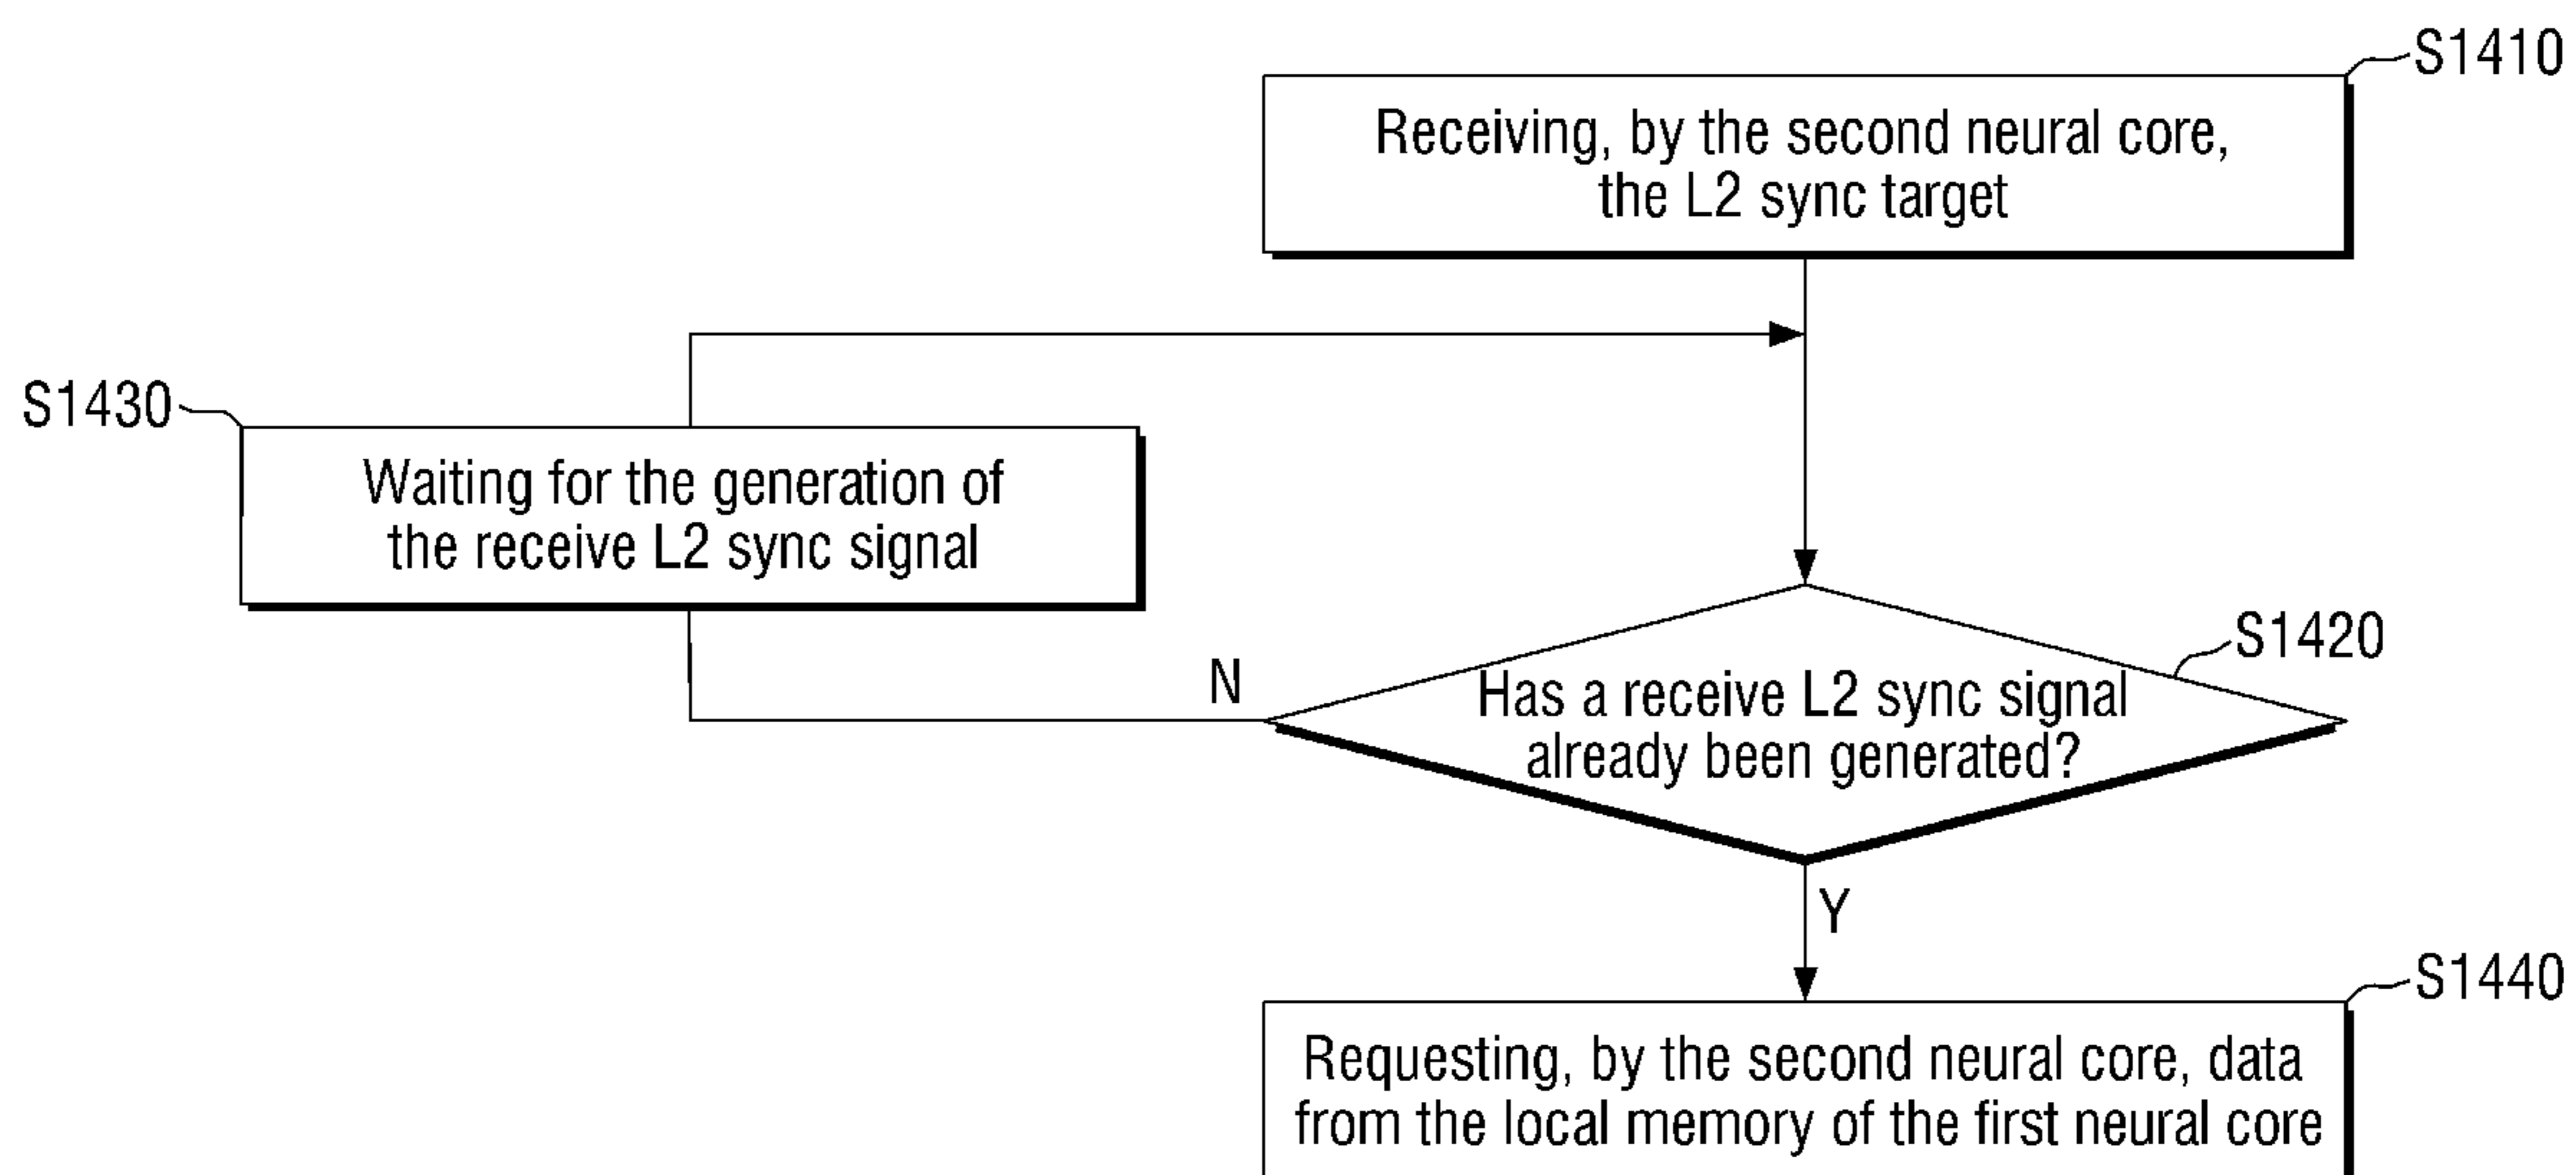 S1410
Receiving, by the second neural core,
the L2 sync target
S1430
Waiting for the generation of
the receive L2 sync signal
S1420
N
Has a receive L2 sync signal
already been generated?
Y
S1440
Requesting, by the second neural core, data
from the local memory of the first neural core